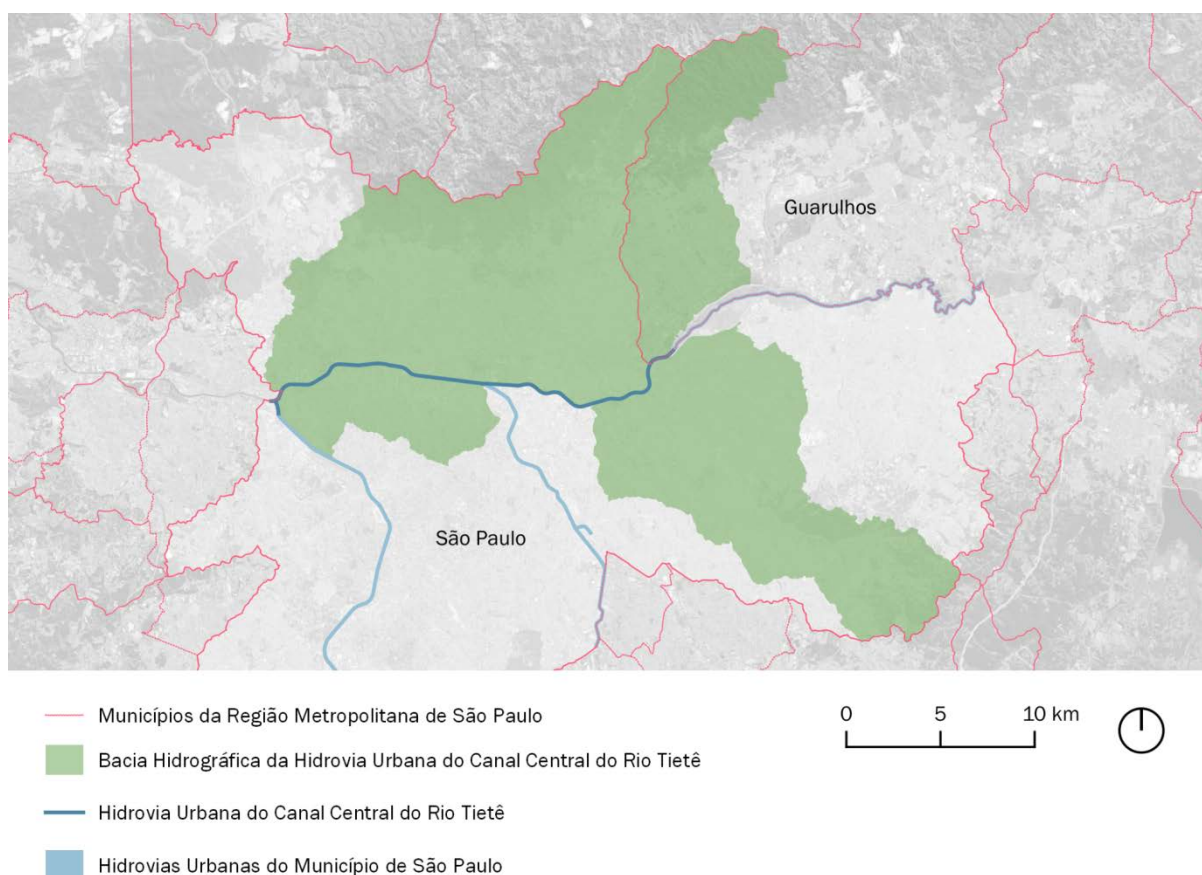 Guarulhos
São Paulo
Municípios da Região Metropolitana de São Paulo
Bacia Hidrográfica da Hidrovia Urbana do Canal Central do Rio Tietê
Hidrovia Urbana do Canal Central do Rio Tietê
Hidrovias Urbanas do Município de São Paulo
0 5 10 km